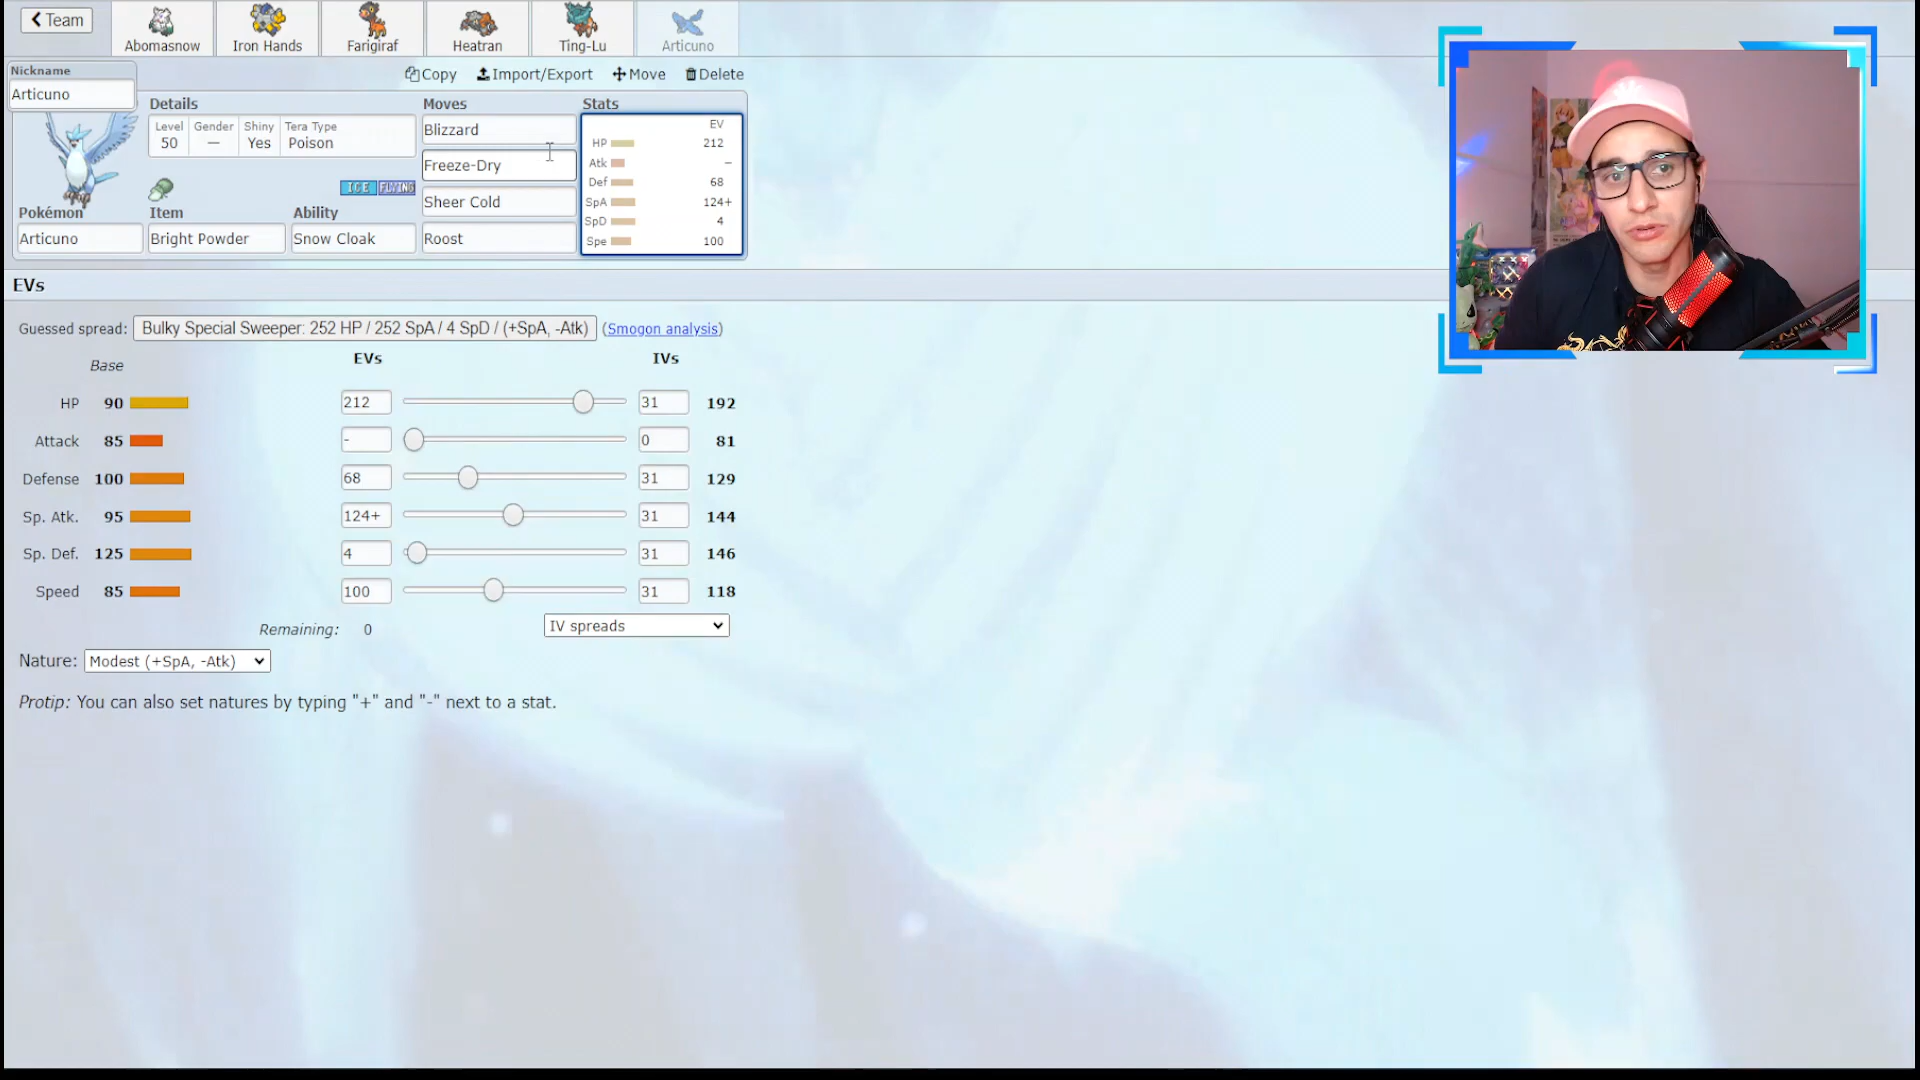 Team
Abomasnow
Iron Hands
Farigiraf
Heatran
Ting-Lu
Articuno
Nickname
Articuno
Copy Import/Export Move Delete
Details
Moves
Stats
Level
50
Gender
—
Shiny
Yes
Tera Type
Poison
Blizzard
Freeze-Dry
Sheer Cold
Roost
EV
HP 212
Atk –
Def 68
SpA 124+
SpD 4
Spe 100
ICE FLYING
Pokémon
Articuno
Item
Bright Powder
Ability
Snow Cloak
EVs
Guessed spread: Bulky Special Sweeper: 252 HP / 252 SpA / 4 SpD / (+SpA, -Atk) (Smogon analysis)
Base EVs IVs
HP 90 212 31 192
Attack 85 - 0 81
Defense 100 68 31 129
Sp. Atk. 95 124+ 31 144
Sp. Def. 125 4 31 146
Speed 85 100 31 118
Remaining: 0 IV spreads
Nature: Modest (+SpA, -Atk)
Protip: You can also set natures by typing "+" and "-" next to a stat.